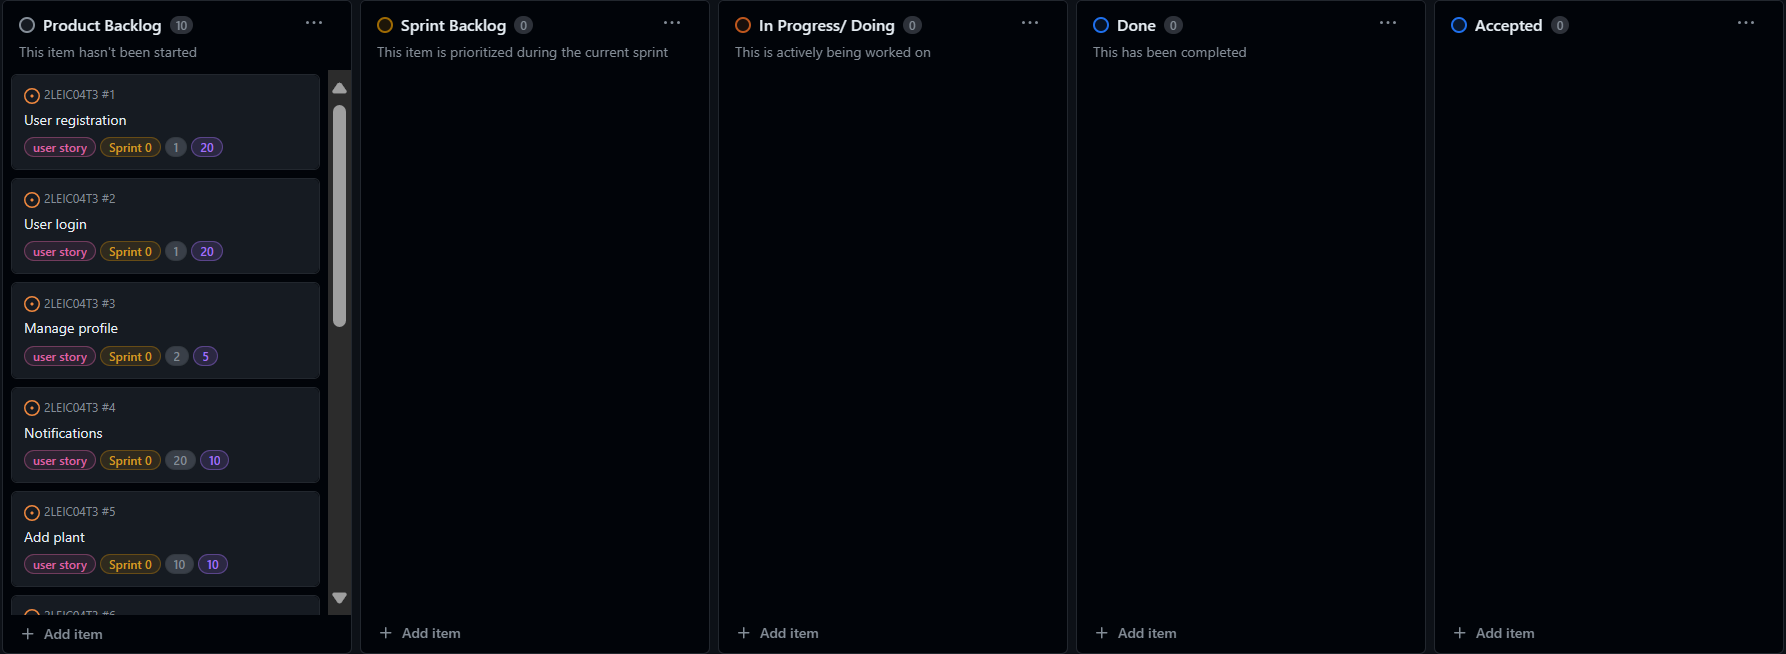 Product Backlog 10
This item hasn't been started
2LEIC04T3 #1
User registration
user story Sprint 0 1 20
2LEIC04T3 #2
User login
user story Sprint 0 1 20
2LEIC04T3 #3
Manage profile
user story Sprint 0 2 5
2LEIC04T3 #4
Notifications
user story Sprint 0 20 10
2LEIC04T3 #5
Add plant
user story Sprint 0 10 10
2LEIC04T3 #6
Add item
Sprint Backlog 0
This item is prioritized during the current sprint
Add item
In Progress/ Doing 0
This is actively being worked on
Add item
Done 0
This has been completed
Add item
Accepted 0
Add item